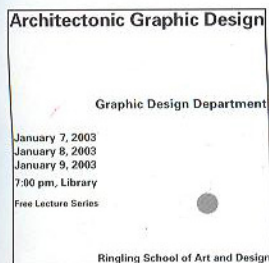 Architectonic Graphic Design
Graphic Design Department
January 7, 2003
January 8, 2003
January 9, 2003
7:00 pm, Library
Free Lecture Series
Ringling School of Art and Design